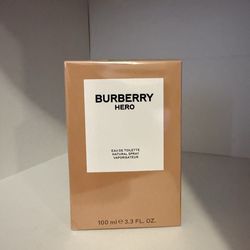 BURBERRY
HERO
EAU DE TOILETTE
NATURAL SPRAY
VAPORISATEUR
100 ml ℮ 3.3 FL. OZ.